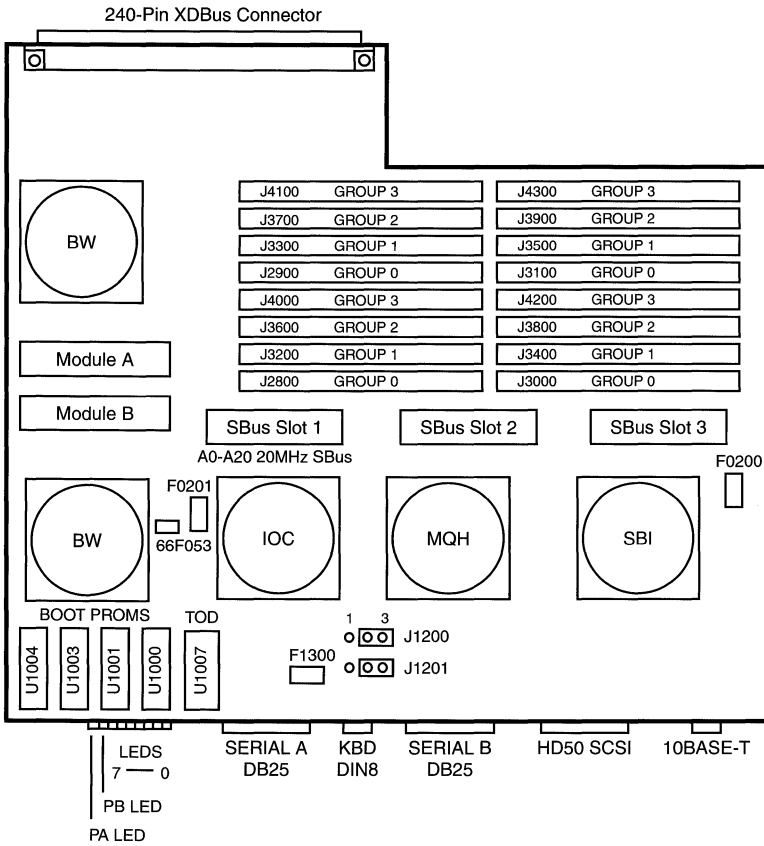 240-Pin XDBus Connector
J4100 GROUP 3
J4300 GROUP 3
J3700 GROUP 2
J3900 GROUP 2
J3300 GROUP 1
J3500 GROUP 1
J2900 GROUP 0
J3100 GROUP 0
J4000 GROUP 3
J4200 GROUP 3
J3600 GROUP 2
J3800 GROUP 2
J3200 GROUP 1
J3400 GROUP 1
J2800 GROUP 0
J3000 GROUP 0
BW
Module A
Module B
SBus Slot 1
SBus Slot 2
SBus Slot 3
A0-A20 20MHz SBus
F0200
F0201
66F053
BW
IOC
MQH
SBI
BOOT PROMS
TOD
U1004
U1003
U1001
U1000
U1007
1 3
J1200
J1201
F1300
LEDS
7 0
PB LED
PA LED
SERIAL A
DB25
KBD
DIN8
SERIAL B
DB25
HD50 SCSI
10BASE-T